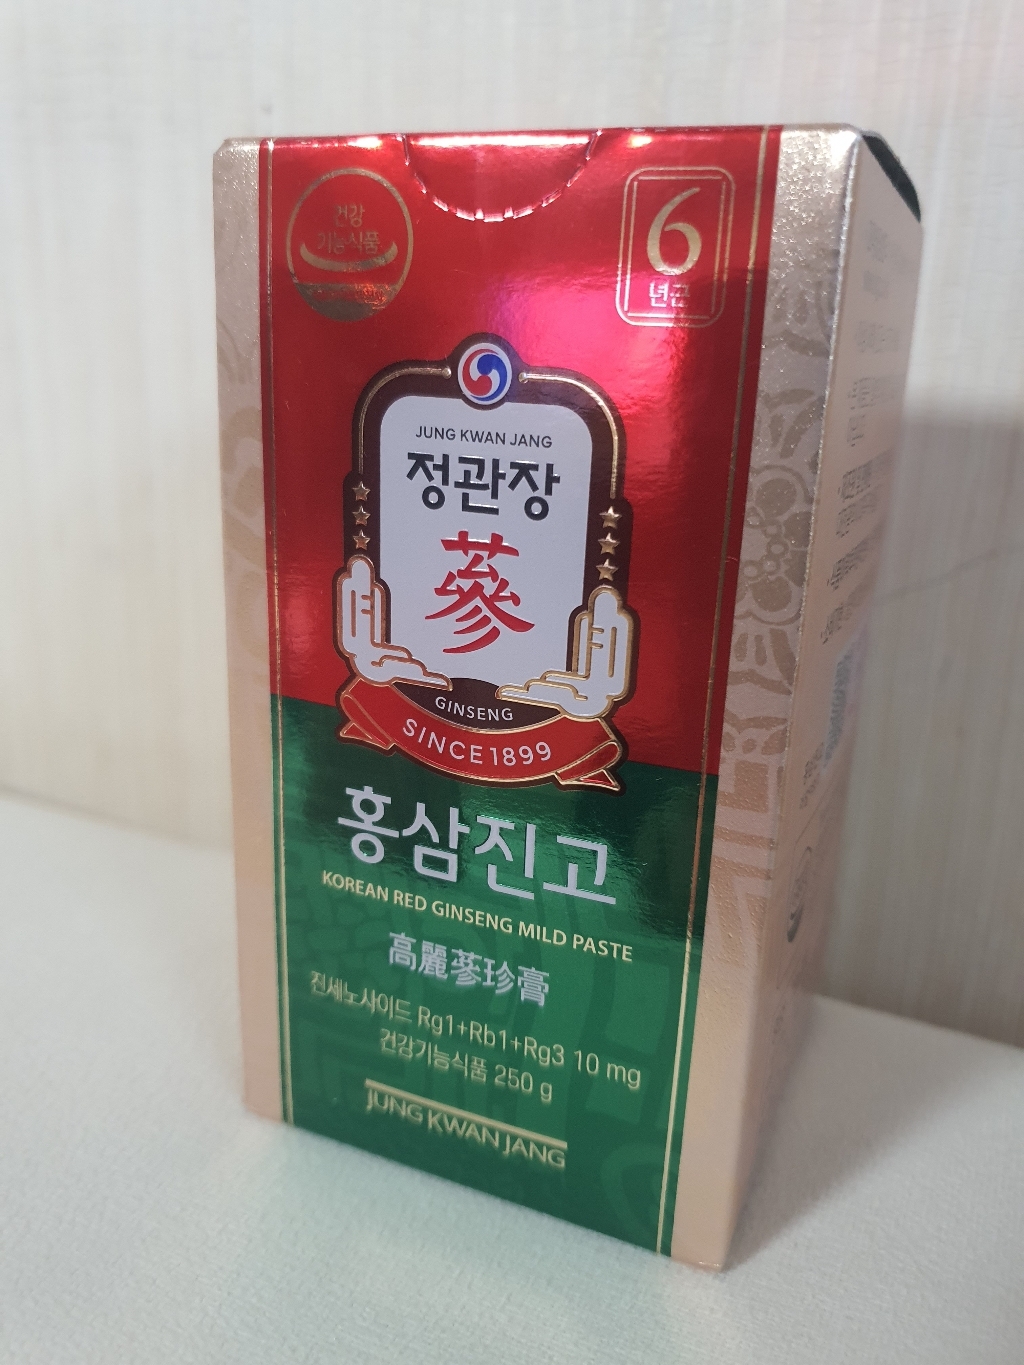 건강
기능식품
6
년근
JUNG KWAN JANG
정관장
蔘
GINSENG
SINCE 1899
홍삼진고
KOREAN RED GINSENG MILD PASTE
高麗蔘珍膏
진세노사이드 Rg1+Rb1+Rg3 10 mg
건강기능식품 250 g
JUNG KWAN JANG